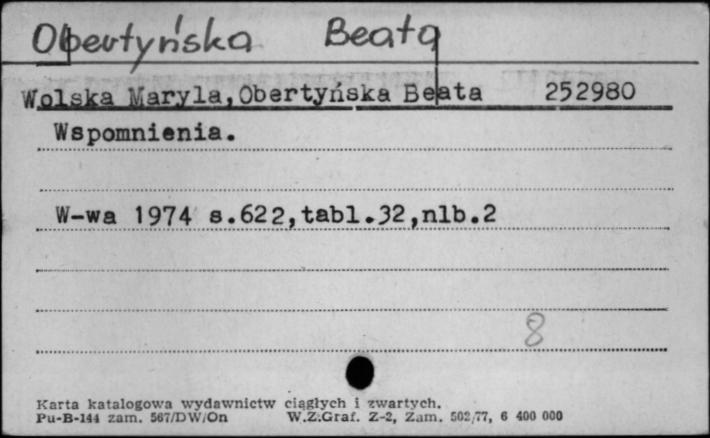 Obertyńska Beata
Wolska Maryla,Obertyńska Beata 252980
Wspomnienia.
W-wa 1974 s.622,tabl.32,nlb.2
8
Karta katalogowa wydawnictw ciągłych i zwartych.
Pu-B-144 zam. 567/DW/On W.Z.Graf. Z-2, Zam. 502/77, 6 400 000